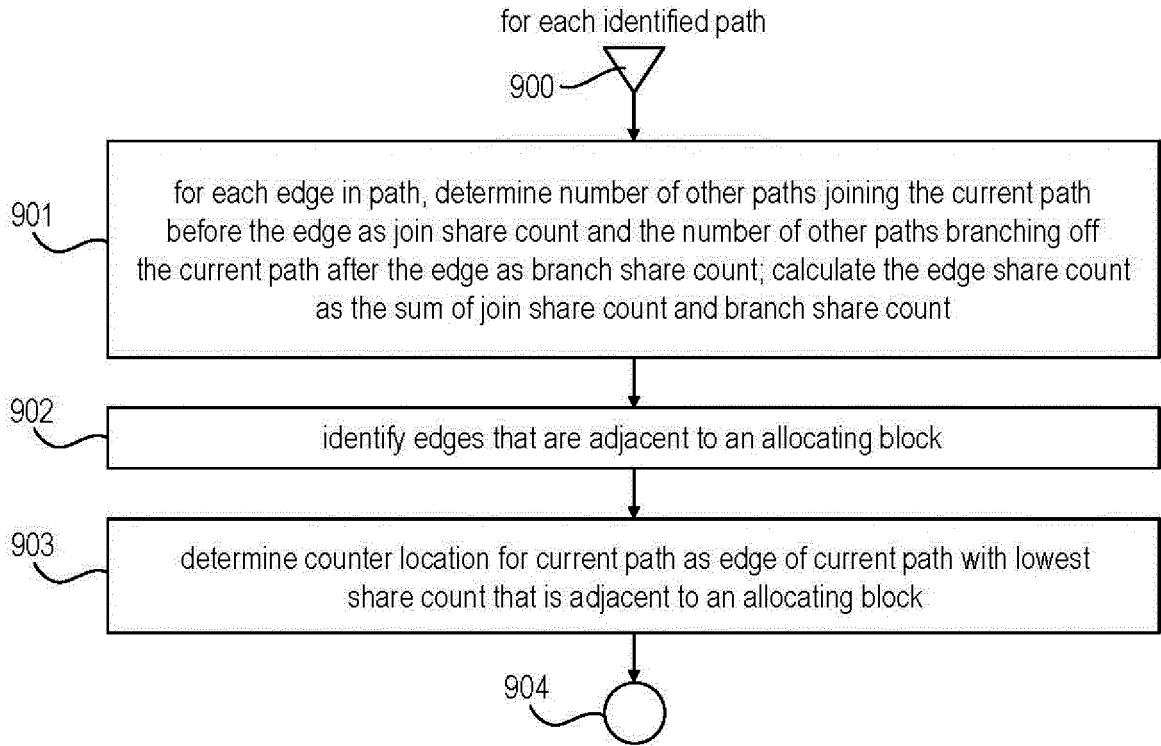 for each identified path
900
901
for each edge in path, determine number of other paths joining the current path
before the edge as join share count and the number of other paths branching off
the current path after the edge as branch share count; calculate the edge share count
as the sum of join share count and branch share count
902
identify edges that are adjacent to an allocating block
903
determine counter location for current path as edge of current path with lowest
share count that is adjacent to an allocating block
904